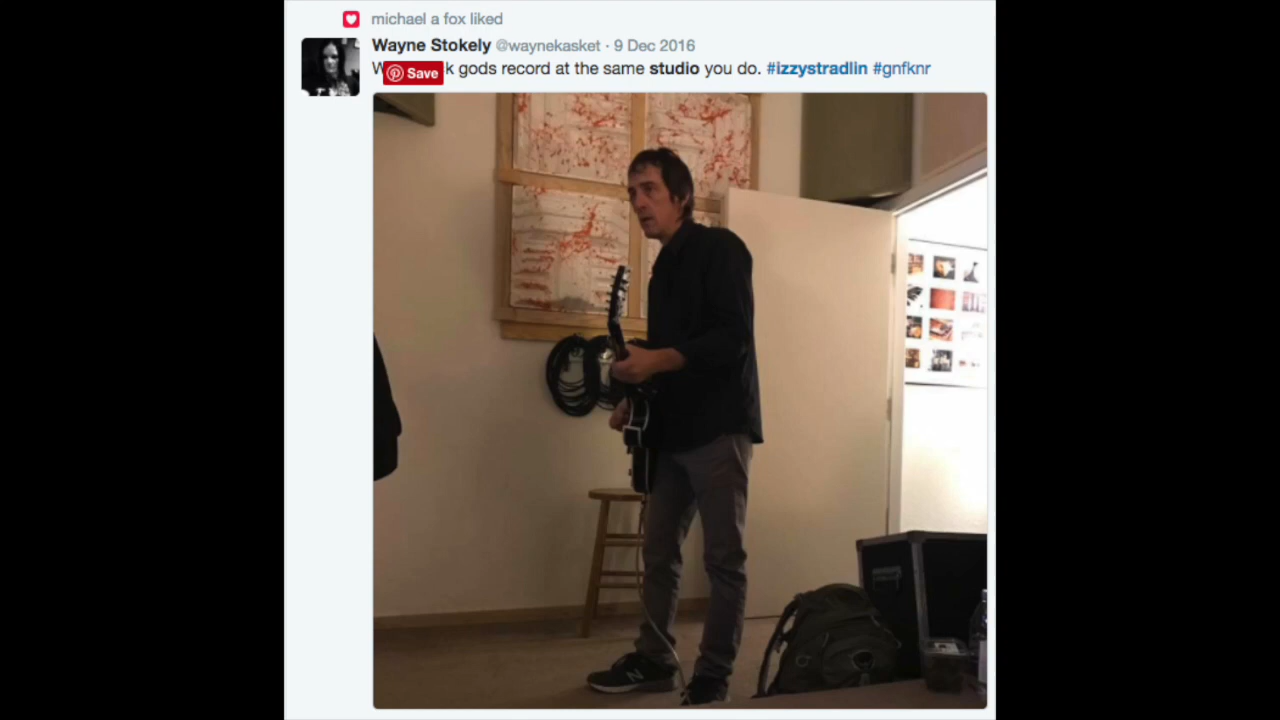 michael a fox liked
Wayne Stokely @waynekasket · 9 Dec 2016
W Save k gods record at the same studio you do. #izzystradlin #gnfknr
N